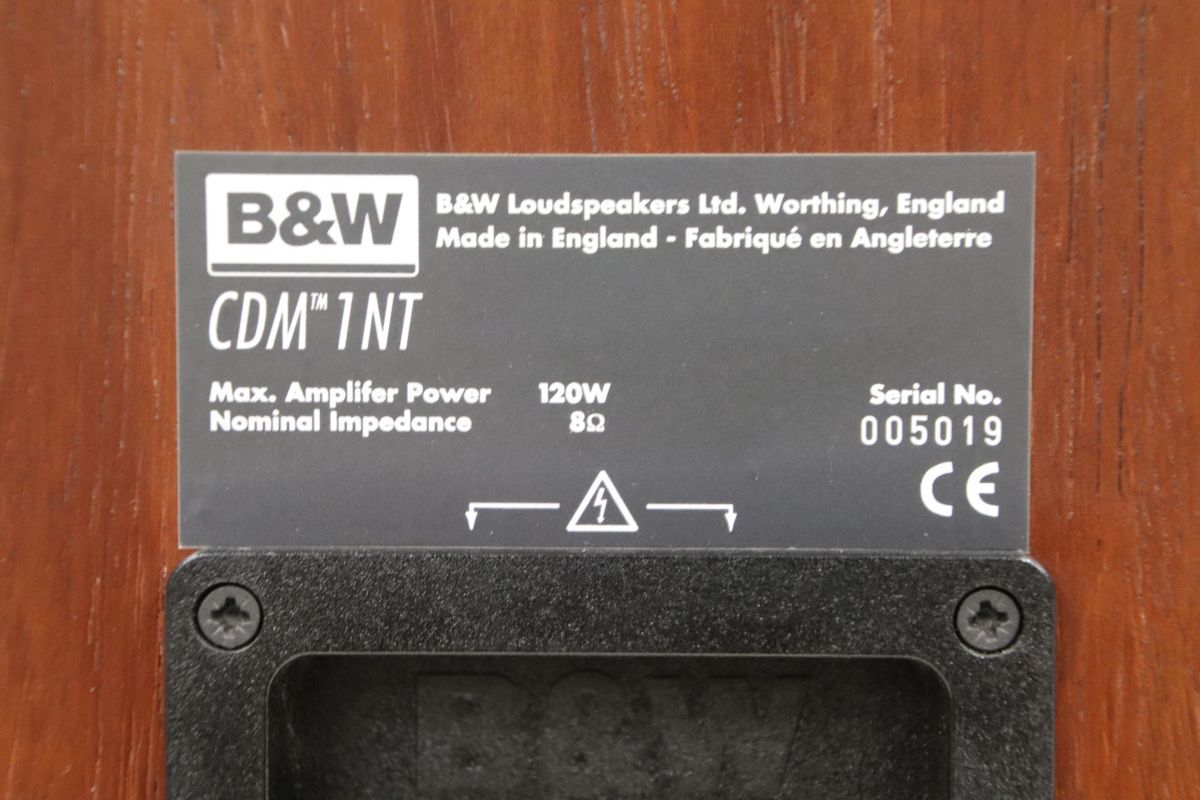 B&W
B&W Loudspeakers Ltd. Worthing, England
Made in England - Fabriqué en Angleterre
CDM™ 1NT
Max. Amplifer Power 120W
Nominal Impedance 8Ω
Serial No.
005019
CE
B&W